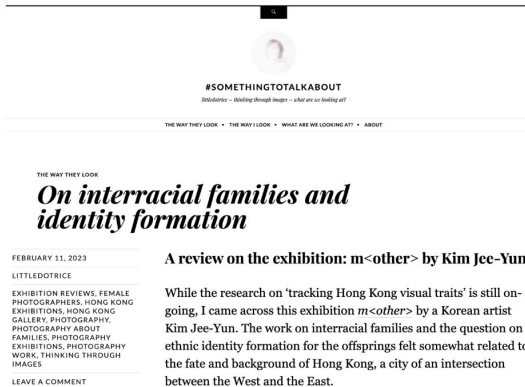 #SOMETHINGTOTALKABOUT
littledotrice – thinking through images – what are we looking at?
THE WAY THEY LOOK • THE WAY I LOOK • WHAT ARE WE LOOKING AT? • ABOUT
THE WAY THEY LOOK
On interracial families and
identity formation
FEBRUARY 11, 2023
LITTLEDOTRICE
EXHIBITION REVIEWS, FEMALE
PHOTOGRAPHERS, HONG KONG
EXHIBITIONS, HONG KONG
GALLERY, PHOTOGRAPHY,
PHOTOGRAPHY ABOUT
FAMILIES, PHOTOGRAPHY
EXHIBITIONS, PHOTOGRAPHY
WORK, THINKING THROUGH
IMAGES
LEAVE A COMMENT
A review on the exhibition: m<other> by Kim Jee-Yun
While the research on ‘tracking Hong Kong visual traits’ is still on-
going, I came across this exhibition m<other> by a Korean artist
Kim Jee-Yun. The work on interracial families and the question on
ethnic identity formation for the offsprings felt somewhat related to
the fate and background of Hong Kong, a city of an intersection
between the West and the East.